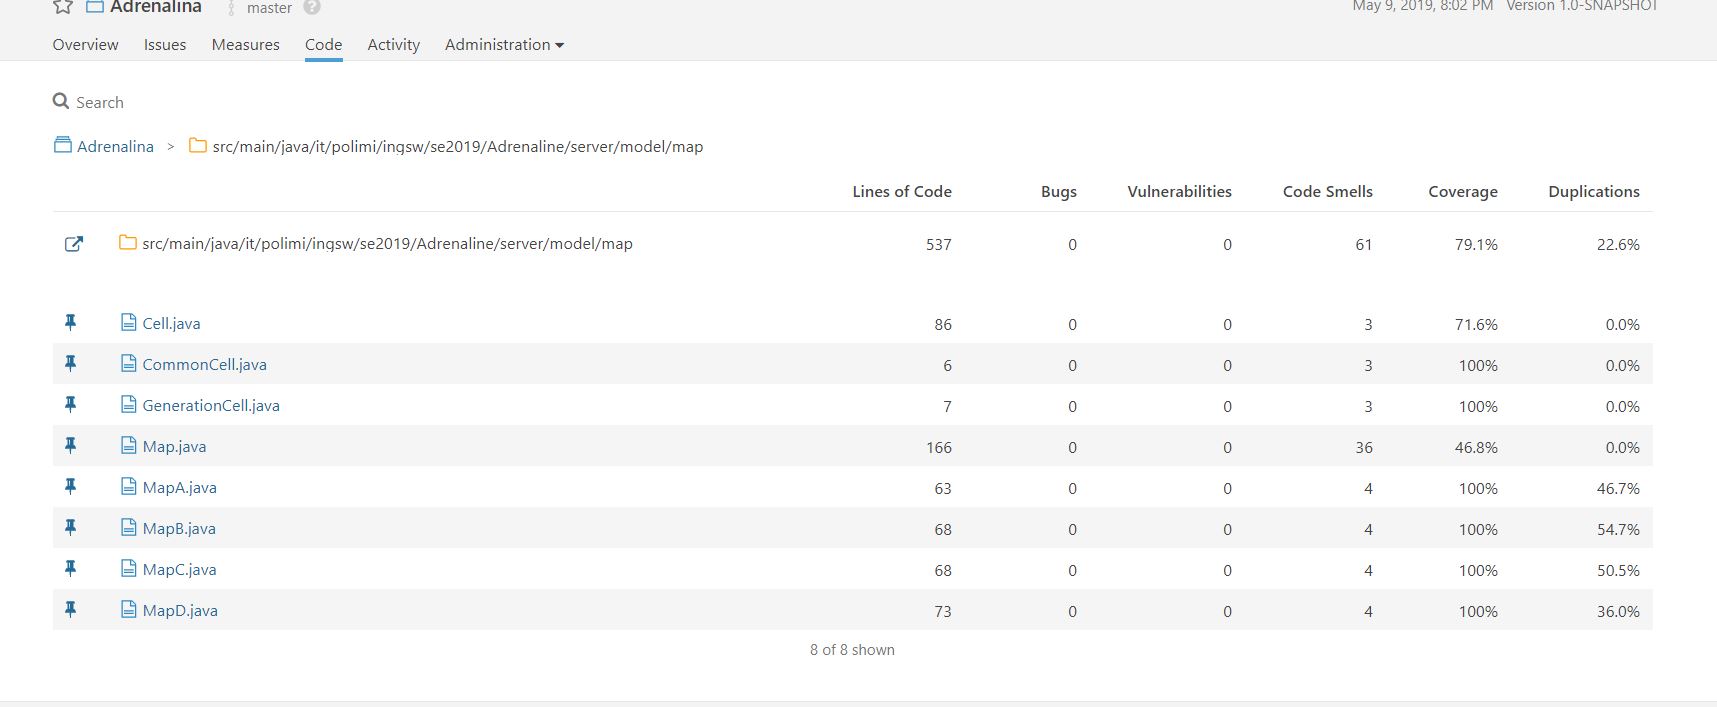 Adrenalina master ? May 9, 2019, 8:02 PM Version 1.0-SNAPSHOT
Overview Issues Measures Code Activity Administration
Search
Adrenalina > src/main/java/it/polimi/ingsw/se2019/Adrenaline/server/model/map
Lines of Code Bugs Vulnerabilities Code Smells Coverage Duplications
src/main/java/it/polimi/ingsw/se2019/Adrenaline/server/model/map 537 0 0 61 79.1% 22.6%
Cell.java 86 0 0 3 71.6% 0.0%
CommonCell.java 6 0 0 3 100% 0.0%
GenerationCell.java 7 0 0 3 100% 0.0%
Map.java 166 0 0 36 46.8% 0.0%
MapA.java 63 0 0 4 100% 46.7%
MapB.java 68 0 0 4 100% 54.7%
MapC.java 68 0 0 4 100% 50.5%
MapD.java 73 0 0 4 100% 36.0%
8 of 8 shown